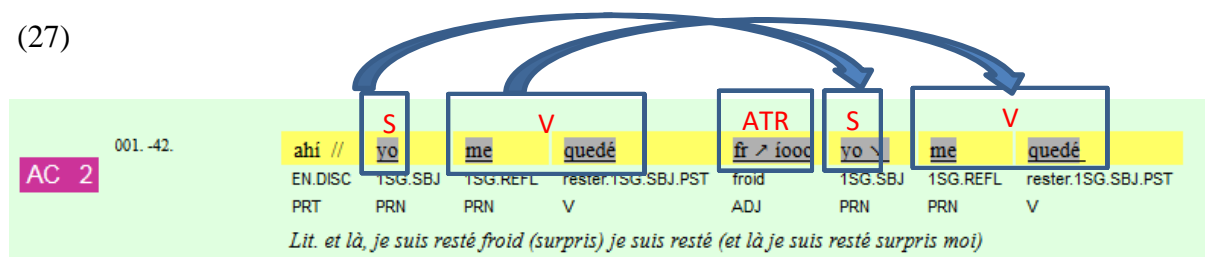 (27)
S V ATR S V
001. -42. ahí // yo me quedé fr ↗ íooo yo ↘ me quedé
AC 2 EN.DISC 1SG.SBJ 1SG.REFL rester.1SG.SBJ.PST froid 1SG.SBJ 1SG.REFL rester.1SG.SBJ.PST
PRT PRN PRN V ADJ PRN PRN V
Lit. et là, je suis resté froid (surpris) je suis resté (et là je suis resté surpris moi)